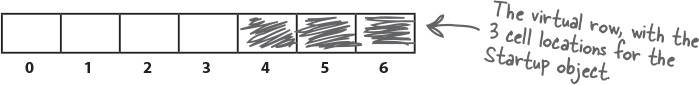 The virtual row, with the
3 cell locations for the
Startup object.
0 1 2 3 4 5 6